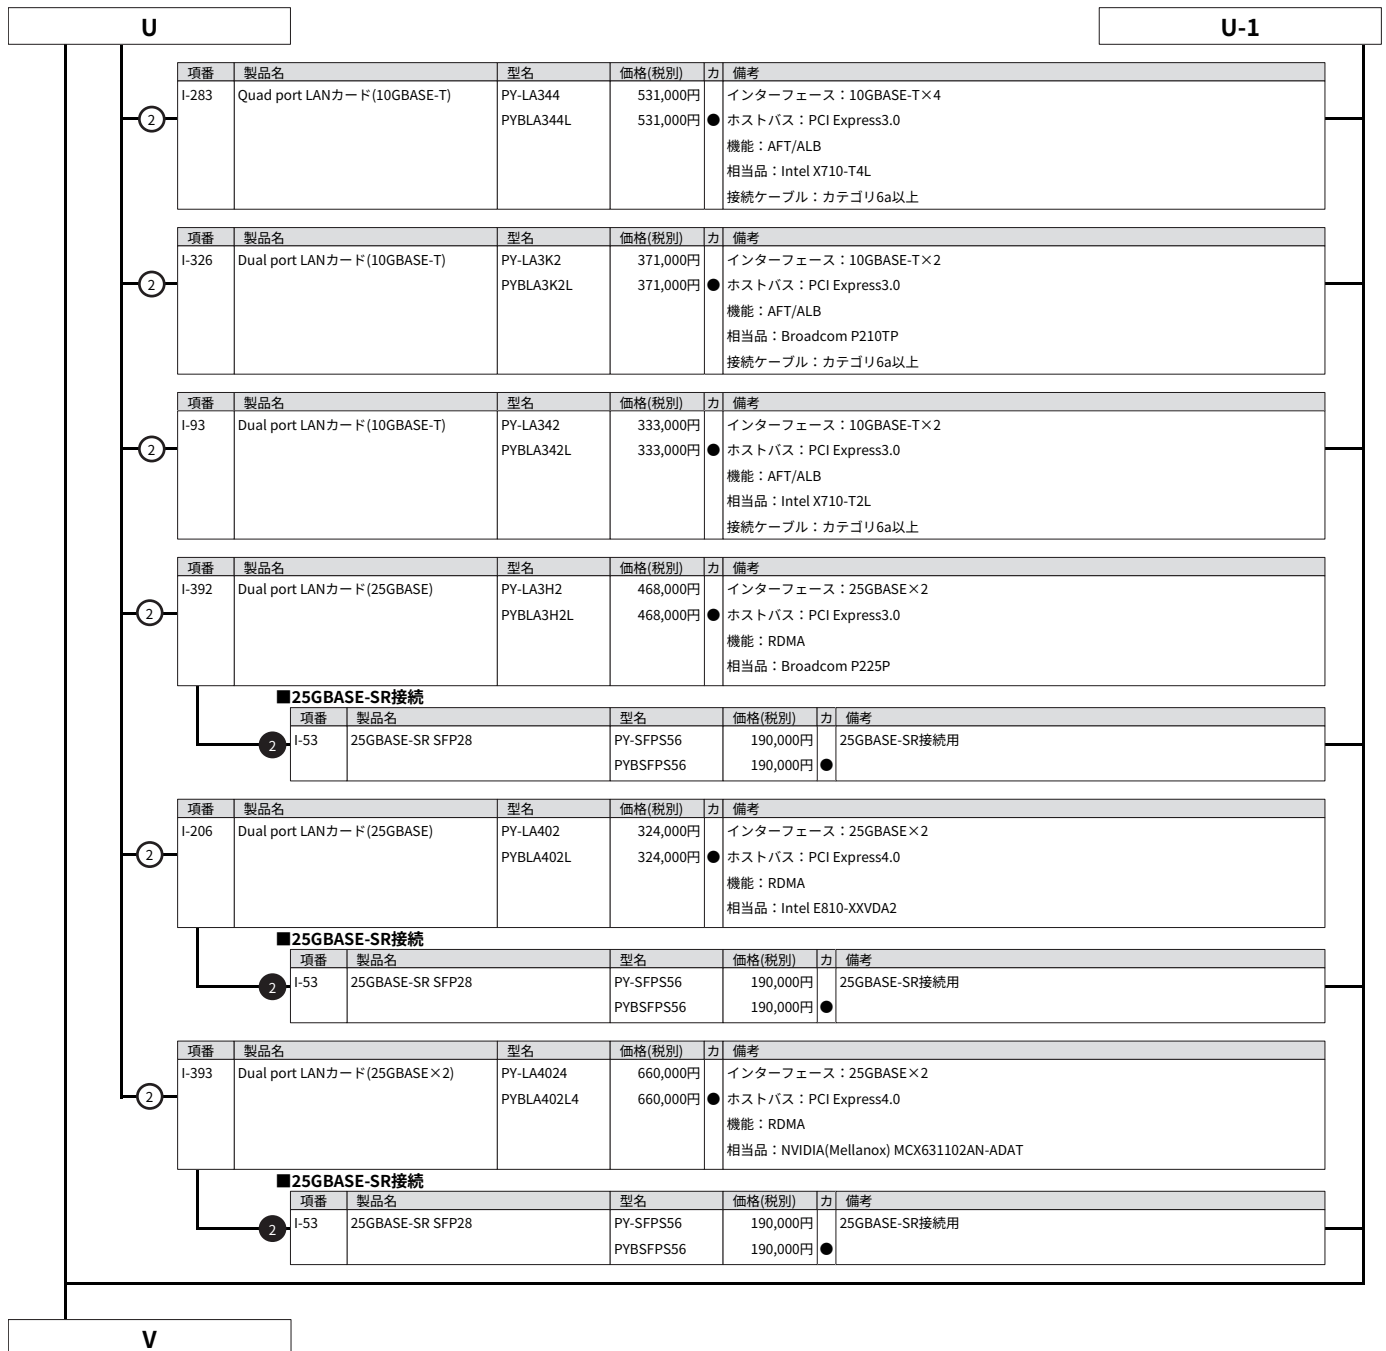 U
U-1
項番 製品名 型名 価格(税別) カ 備考
I-283 Quad port LANカード(10GBASE-T) PY-LA344 531,000円 インターフェース：10GBASE-T×4
2 PYBLA344L 531,000円 ● ホストバス：PCI Express3.0
機能：AFT/ALB
相当品：Intel X710-T4L
接続ケーブル：カテゴリ6a以上
項番 製品名 型名 価格(税別) カ 備考
I-326 Dual port LANカード(10GBASE-T) PY-LA3K2 371,000円 インターフェース：10GBASE-T×2
2 PYBLA3K2L 371,000円 ● ホストバス：PCI Express3.0
機能：AFT/ALB
相当品：Broadcom P210TP
接続ケーブル：カテゴリ6a以上
項番 製品名 型名 価格(税別) カ 備考
I-93 Dual port LANカード(10GBASE-T) PY-LA342 333,000円 インターフェース：10GBASE-T×2
2 PYBLA342L 333,000円 ● ホストバス：PCI Express3.0
機能：AFT/ALB
相当品：Intel X710-T2L
接続ケーブル：カテゴリ6a以上
項番 製品名 型名 価格(税別) カ 備考
I-392 Dual port LANカード(25GBASE) PY-LA3H2 468,000円 インターフェース：25GBASE×2
2 PYBLA3H2L 468,000円 ● ホストバス：PCI Express3.0
機能：RDMA
相当品：Broadcom P225P
■25GBASE-SR接続
項番 製品名 型名 価格(税別) カ 備考
2 I-53 25GBASE-SR SFP28 PY-SFPS56 190,000円 25GBASE-SR接続用
PYBSFPS56 190,000円 ●
項番 製品名 型名 価格(税別) カ 備考
I-206 Dual port LANカード(25GBASE) PY-LA402 324,000円 インターフェース：25GBASE×2
2 PYBLA402L 324,000円 ● ホストバス：PCI Express4.0
機能：RDMA
相当品：Intel E810-XXVDA2
■25GBASE-SR接続
項番 製品名 型名 価格(税別) カ 備考
2 I-53 25GBASE-SR SFP28 PY-SFPS56 190,000円 25GBASE-SR接続用
PYBSFPS56 190,000円 ●
項番 製品名 型名 価格(税別) カ 備考
I-393 Dual port LANカード(25GBASE×2) PY-LA4024 660,000円 インターフェース：25GBASE×2
2 PYBLA402L4 660,000円 ● ホストバス：PCI Express4.0
機能：RDMA
相当品：NVIDIA(Mellanox) MCX631102AN-ADAT
■25GBASE-SR接続
項番 製品名 型名 価格(税別) カ 備考
2 I-53 25GBASE-SR SFP28 PY-SFPS56 190,000円 25GBASE-SR接続用
PYBSFPS56 190,000円 ●
V